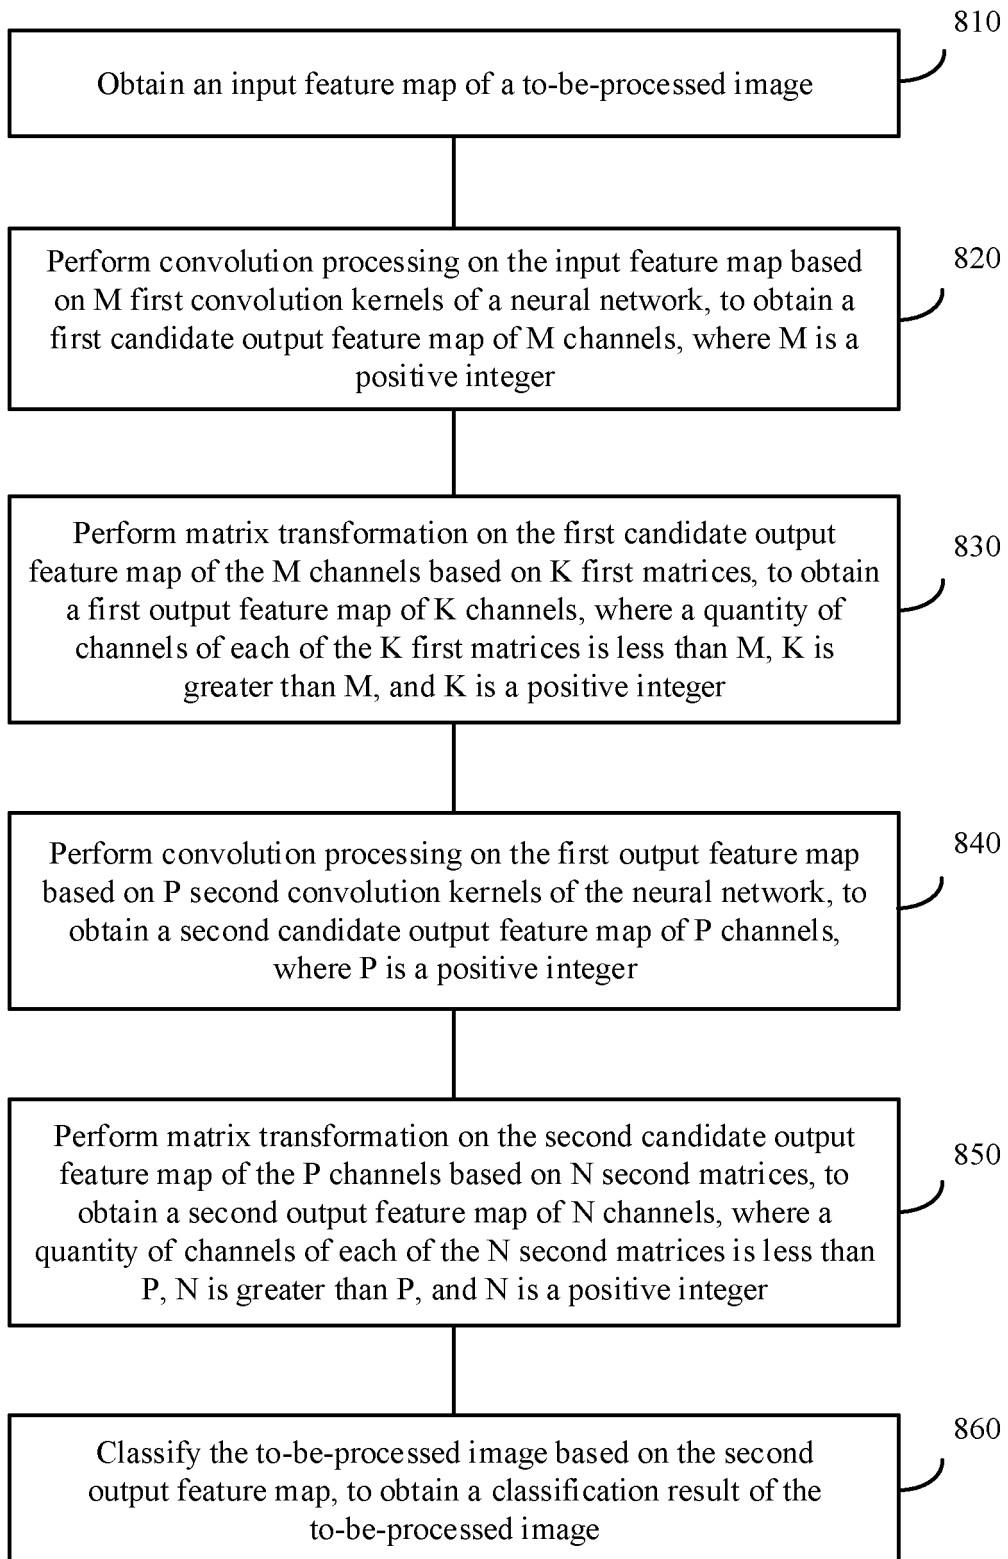 810
Obtain an input feature map of a to-be-processed image
820
Perform convolution processing on the input feature map based
on M first convolution kernels of a neural network, to obtain a
first candidate output feature map of M channels, where M is a
positive integer
830
Perform matrix transformation on the first candidate output
feature map of the M channels based on K first matrices, to obtain
a first output feature map of K channels, where a quantity of
channels of each of the K first matrices is less than M, K is
greater than M, and K is a positive integer
840
Perform convolution processing on the first output feature map
based on P second convolution kernels of the neural network, to
obtain a second candidate output feature map of P channels,
where P is a positive integer
850
Perform matrix transformation on the second candidate output
feature map of the P channels based on N second matrices, to
obtain a second output feature map of N channels, where a
quantity of channels of each of the N second matrices is less than
P, N is greater than P, and N is a positive integer
860
Classify the to-be-processed image based on the second
output feature map, to obtain a classification result of the
to-be-processed image